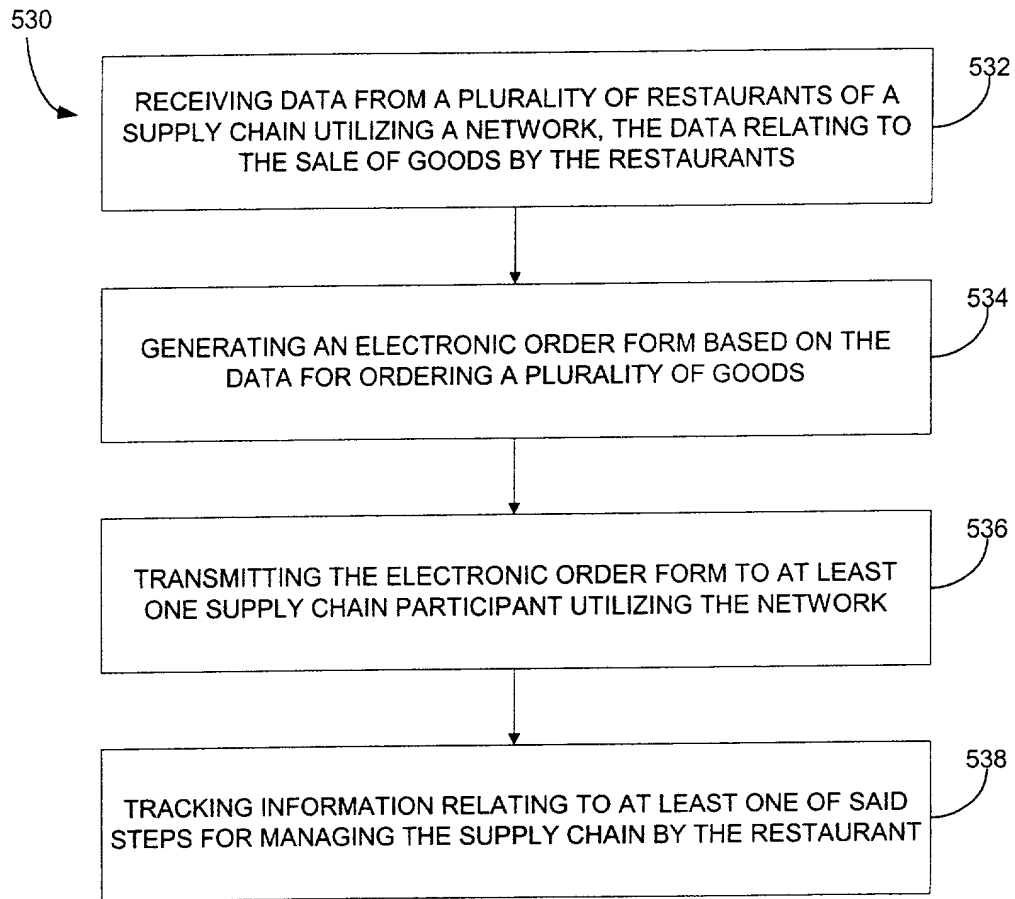 530
RECEIVING DATA FROM A PLURALITY OF RESTAURANTS OF A
SUPPLY CHAIN UTILIZING A NETWORK, THE DATA RELATING TO
THE SALE OF GOODS BY THE RESTAURANTS
532
GENERATING AN ELECTRONIC ORDER FORM BASED ON THE
DATA FOR ORDERING A PLURALITY OF GOODS
534
TRANSMITTING THE ELECTRONIC ORDER FORM TO AT LEAST
ONE SUPPLY CHAIN PARTICIPANT UTILIZING THE NETWORK
536
TRACKING INFORMATION RELATING TO AT LEAST ONE OF SAID
STEPS FOR MANAGING THE SUPPLY CHAIN BY THE RESTAURANT
538